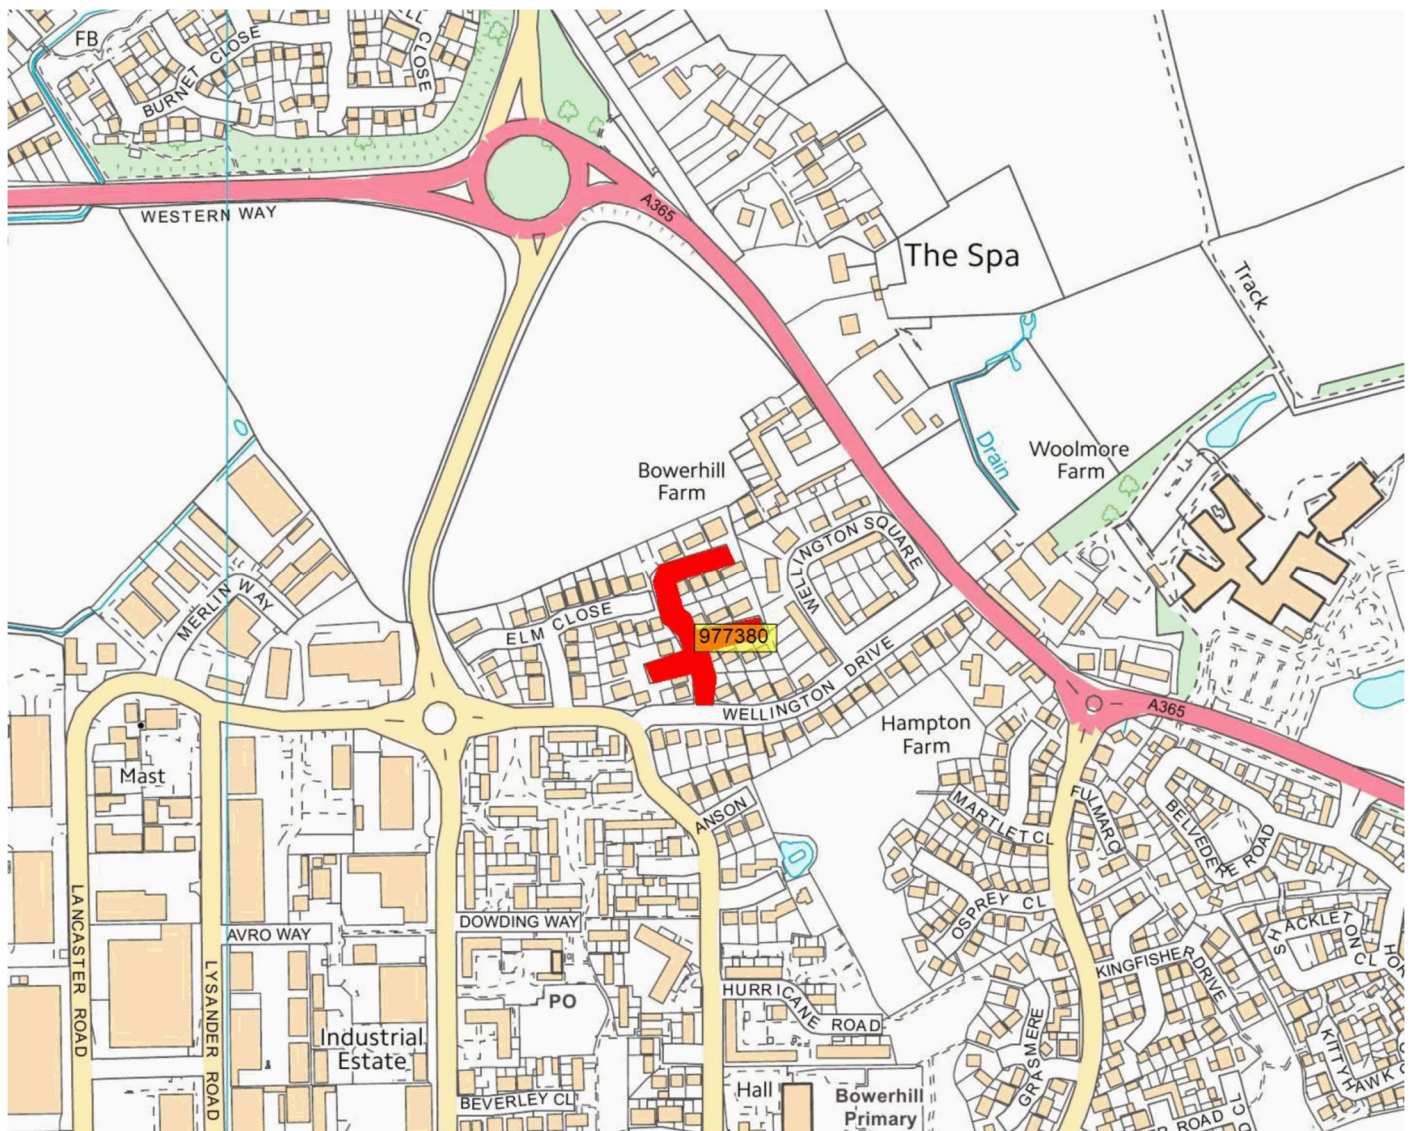 FB
BURNET CLOSE
CLOSE
WESTERN WAY
A365
The Spa
Track
Drain
Woolmore
Farm
Bowerhill
Farm
WELLINGTON SQUARE
MERLIN WAY
ELM CLOSE
977380
WELLINGTON DRIVE
Hampton
Farm
A365
Mast
ANSON
MARTLET CL
FULMAR C
BELVEDERE ROAD
LANCASTER ROAD
LYSANDER ROAD
AVRO WAY
DOWDING WAY
OSPREY CL
SHACKLETON CL
KINGFISHER DRIVE
PO
HURRICANE ROAD
Industrial
Estate
GRASMERE
KITTYHAWK
BEVERLEY CL
Hall
Bowerhill
Primary
ROAD
CL